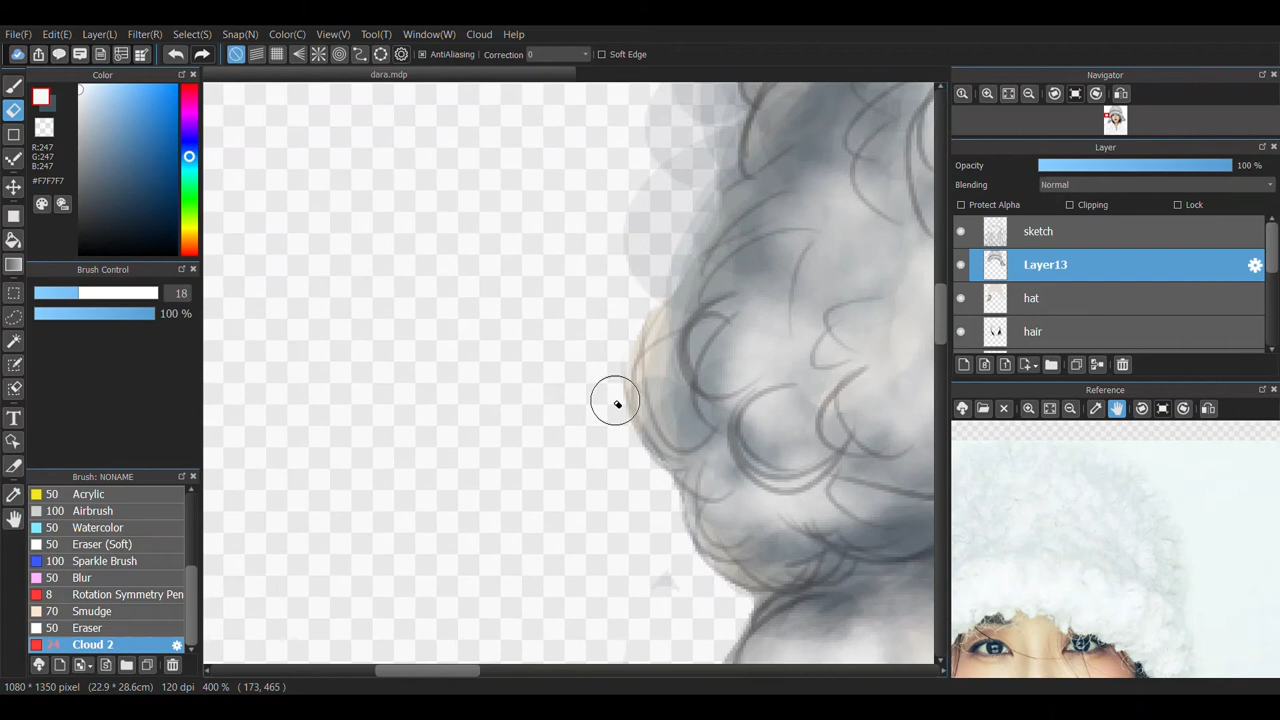 File(F) Edit(E) Layer(L) Filter(R) Select(S) Snap(N) Color(C) View(V) Tool(T) Window(W) Cloud Help
AntiAliasing Correction 0 Soft Edge
Color
dara.mdp
Navigator
R:247
G:247
B:247
#F7F7F7
Layer
Opacity 100 %
Blending Normal
Protect Alpha Clipping Lock
sketch
Layer13
hat
hair
Brush Control
18
100 %
Reference
Brush: NONAME
50 Acrylic
100 Airbrush
50 Watercolor
50 Eraser (Soft)
100 Sparkle Brush
50 Blur
8 Rotation Symmetry Pen
70 Smudge
50 Eraser
24 Cloud 2
1080 * 1350 pixel (22.9 * 28.6cm) 120 dpi 400 % ( 173, 465 )